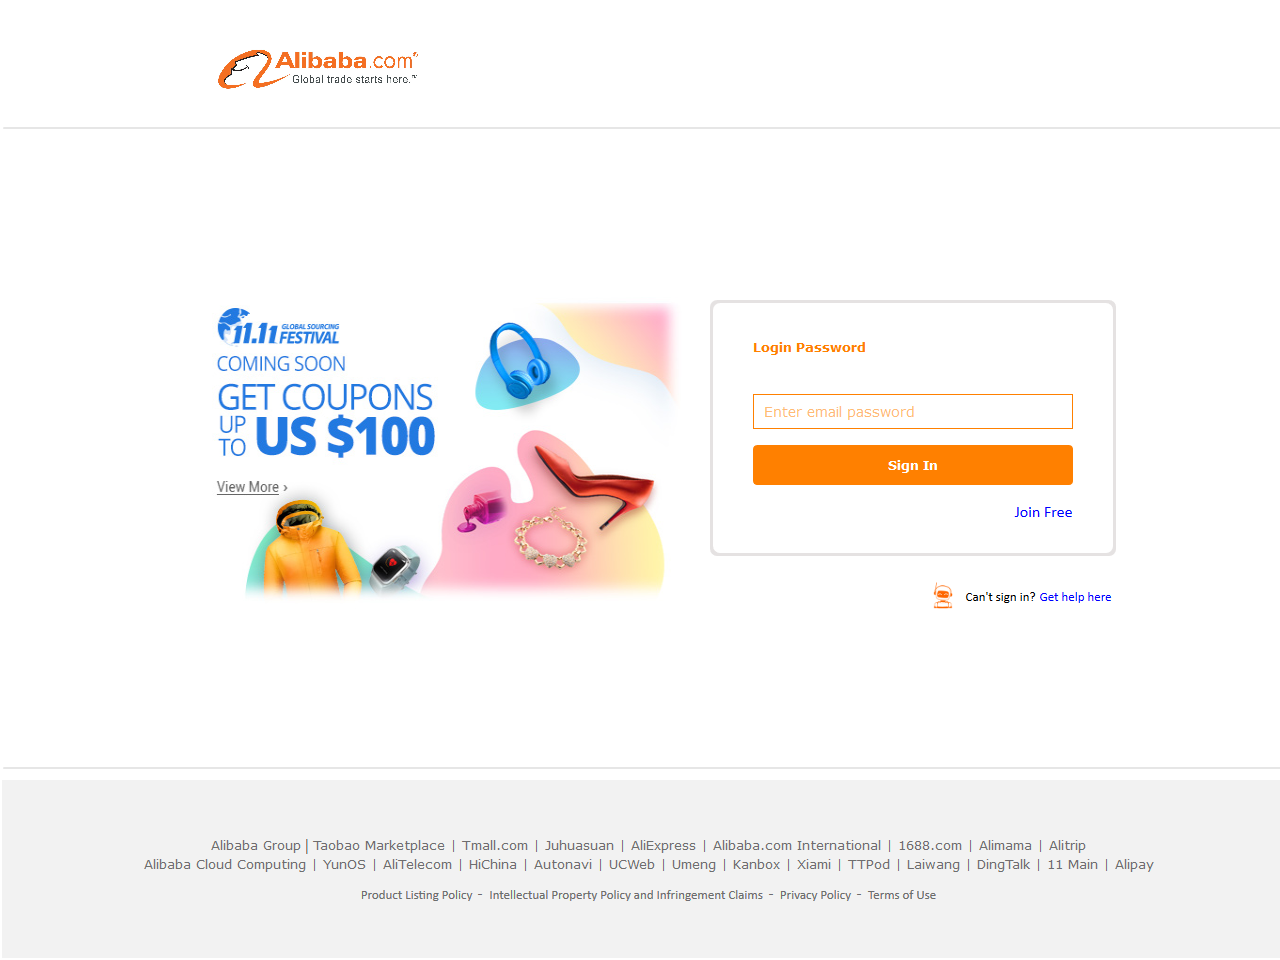 Alibaba.com®
Global trade starts here.™
11.11 GLOBAL SOURCING FESTIVAL
COMING SOON
GET COUPONS
UP TO US $100
View More ›
Login Password
Enter email password
Sign In
Join Free
Can't sign in? Get help here
Alibaba Group | Taobao Marketplace | Tmall.com | Juhuasuan | AliExpress | Alibaba.com International | 1688.com | Alimama | Alitrip
Alibaba Cloud Computing | YunOS | AliTelecom | HiChina | Autonavi | UCWeb | Umeng | Kanbox | Xiami | TTPod | Laiwang | DingTalk | 11 Main | Alipay
Product Listing Policy - Intellectual Property Policy and Infringement Claims - Privacy Policy - Terms of Use